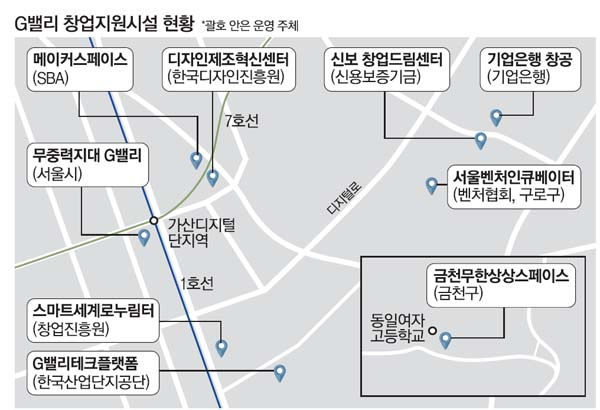 G밸리 창업지원시설 현황 *괄호 안은 운영 주체
메이커스페이스
(SBA)
디자인제조혁신센터
(한국디자인진흥원)
신보 창업드림센터
(신용보증기금)
기업은행 창공
(기업은행)
7호선
무중력지대 G밸리
(서울시)
서울벤처인큐베이터
(벤처협회, 구로구)
디지털로
가산디지털
단지역
1호선
금천무한상상스페이스
(금천구)
스마트세계로누림터
(창업진흥원)
동일여자
고등학교
G밸리테크플랫폼
(한국산업단지공단)